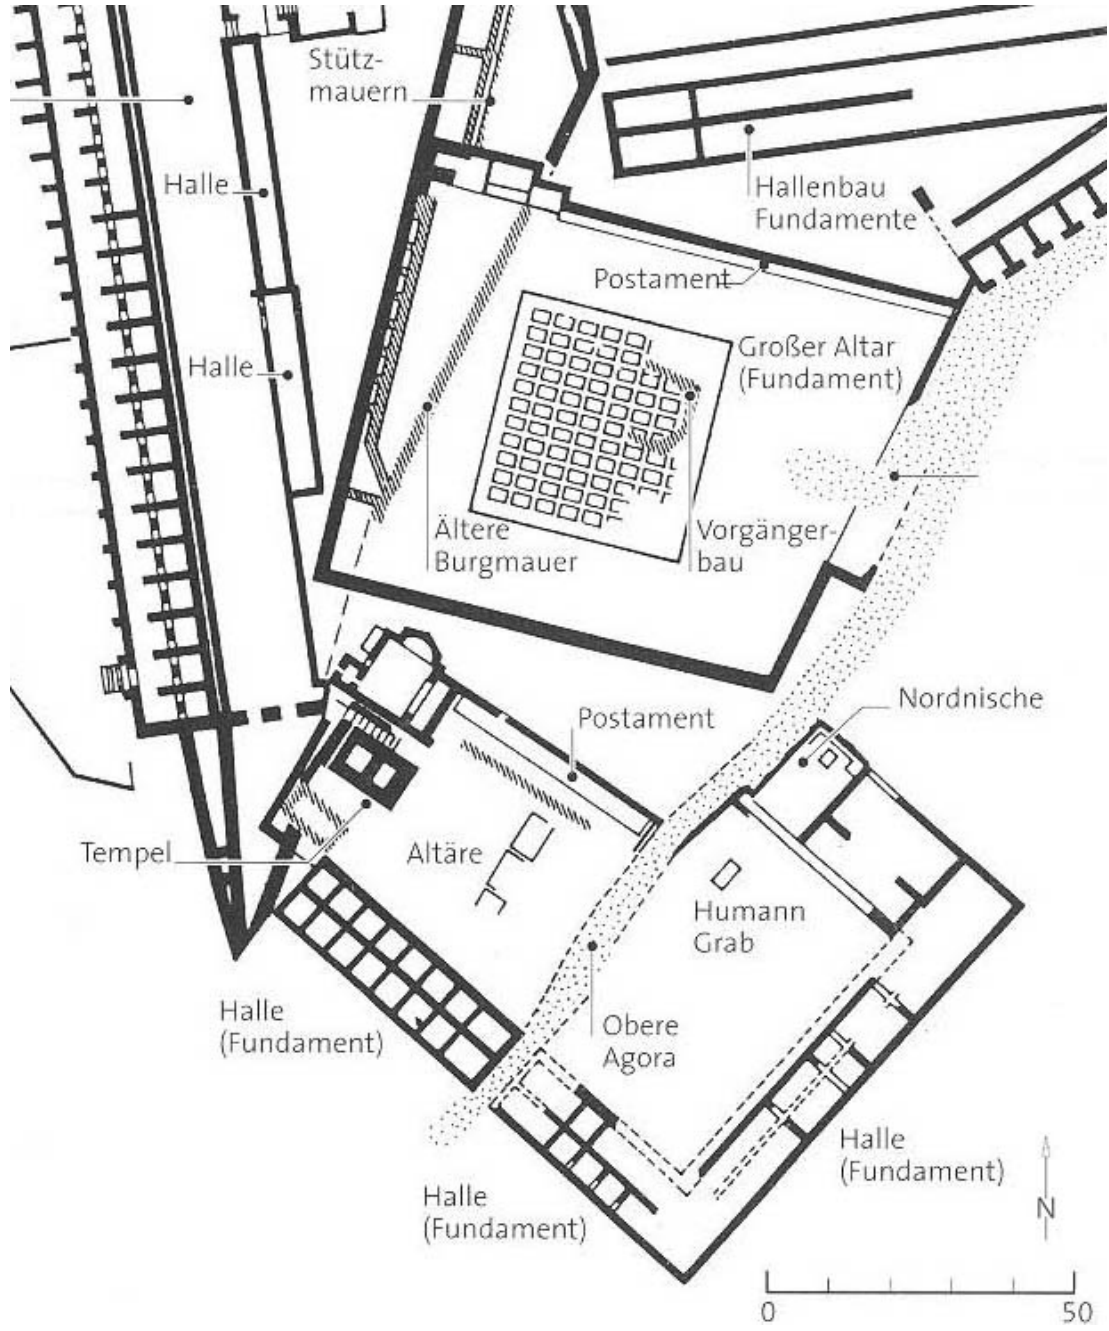 Stütz-
mauern
Halle
Hallenbau
Fundamente
Postament
Großer Altar
(Fundament)
Halle
Ältere
Burgmauer
Vorgänger-
bau
Nordnische
Postament
Tempel
Altäre
Humann
Grab
Halle
(Fundament)
Obere
Agora
Halle
(Fundament)
Halle
(Fundament)
N
0
50